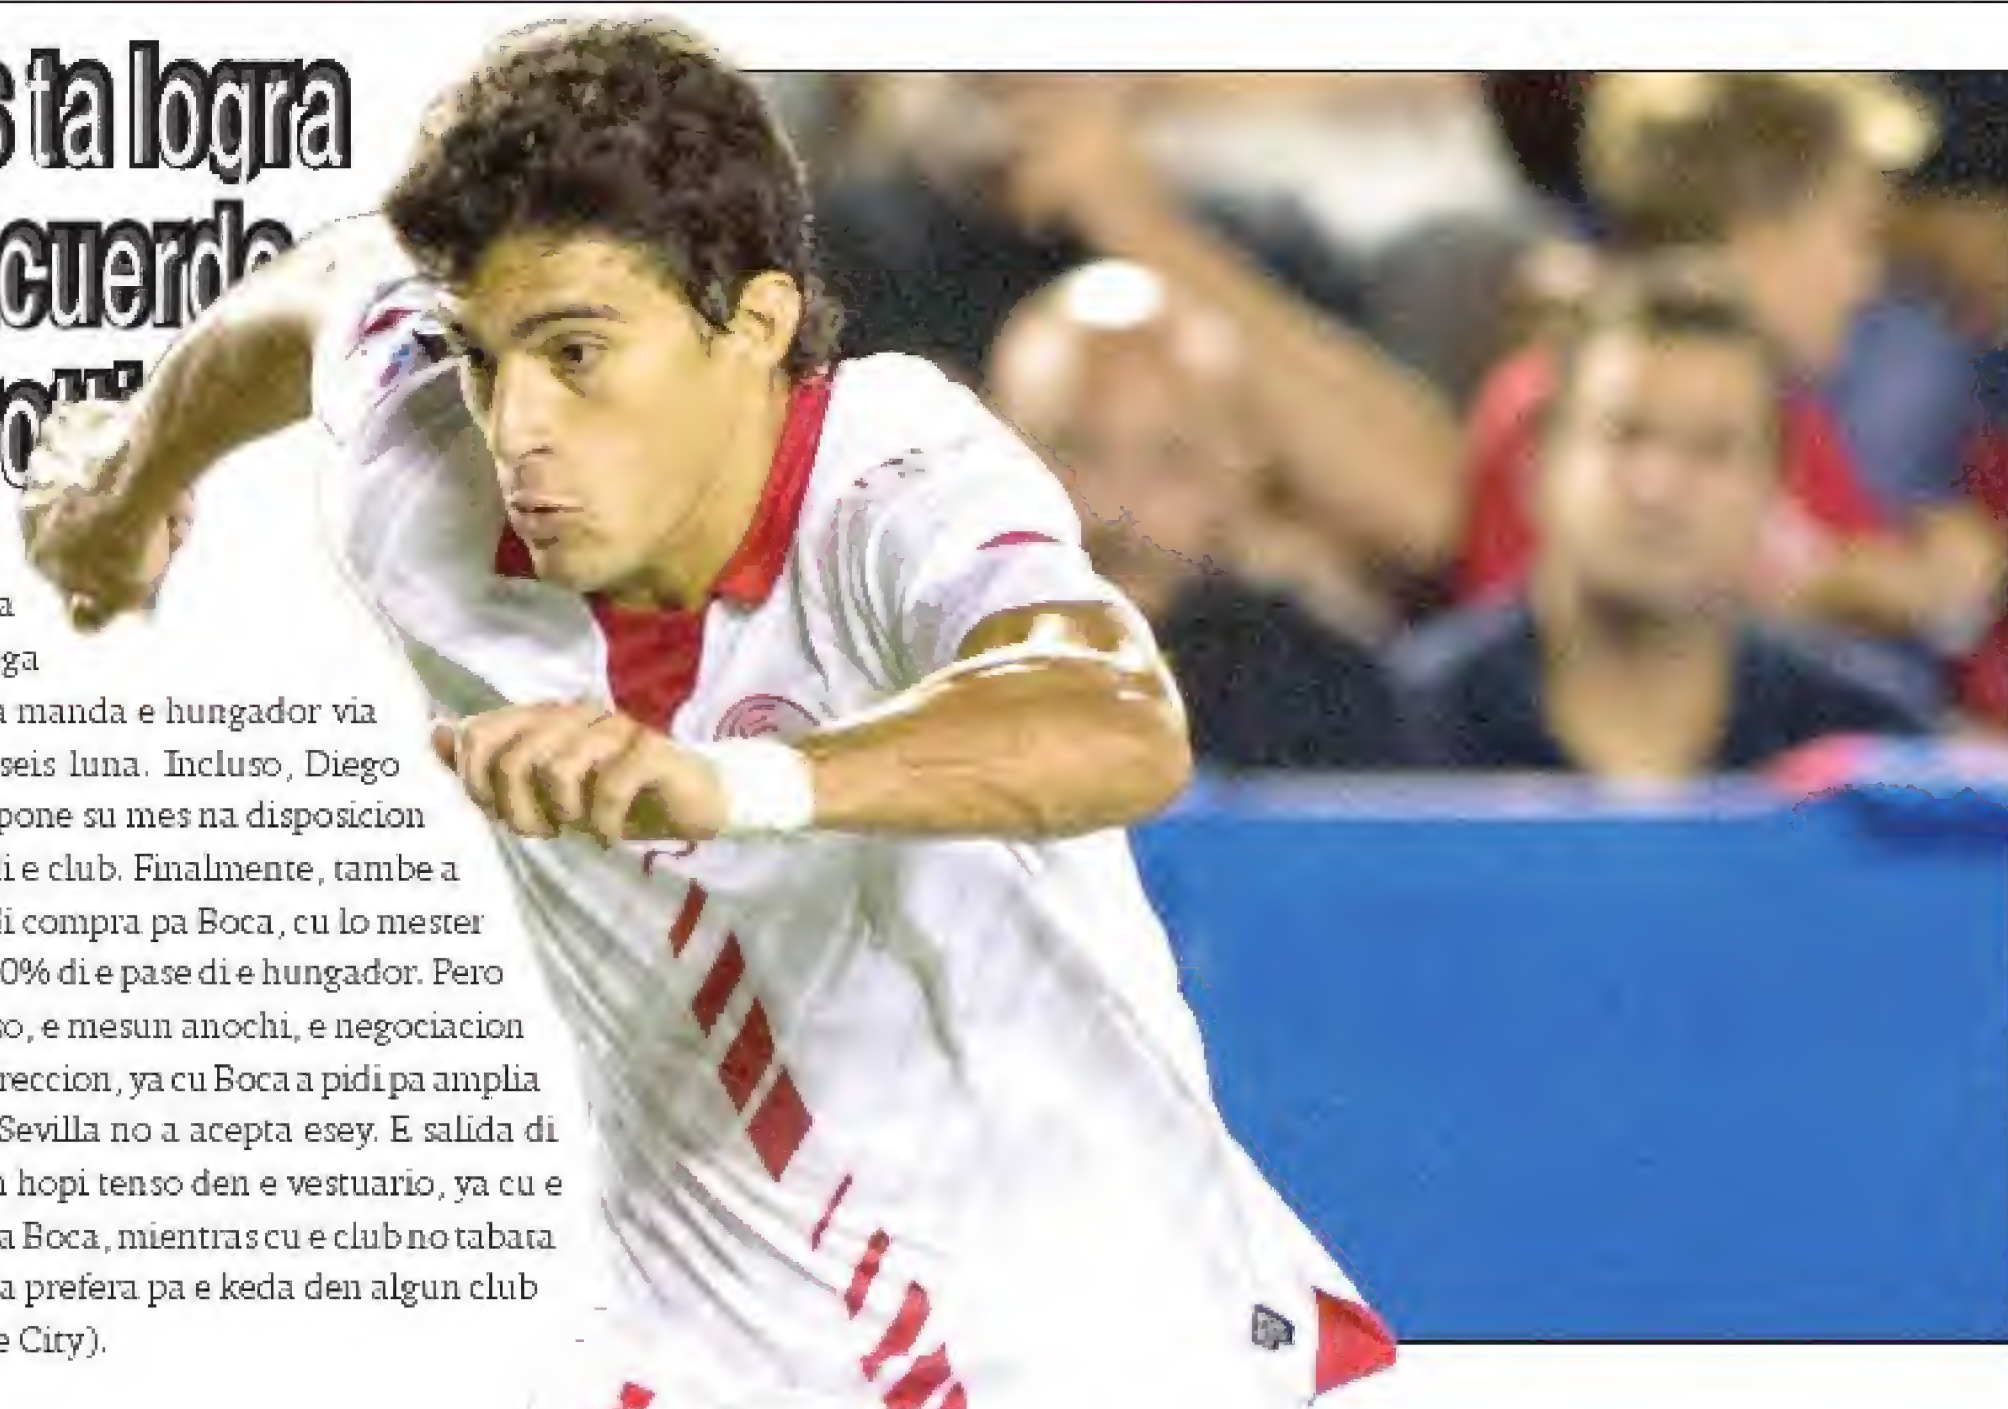 ta logra
a
ga
a manda e hungador via
seis luna. Incluso, Diego
pone su mes na disposicion
di e club. Finalmente, tambe a
di compra pa Boca, cu lo mester
0% di e pase di e hungador. Pero
o, e mesun anochi, e negociacion
reccion, ya cu Boca a pidi pa amplia
Sevilla no a acepta esey. E salida di
hopi tenso den e vestuario, ya cu e
a Boca, mientras cu e club no tabata
a prefera pa e keda den algun club
e City).